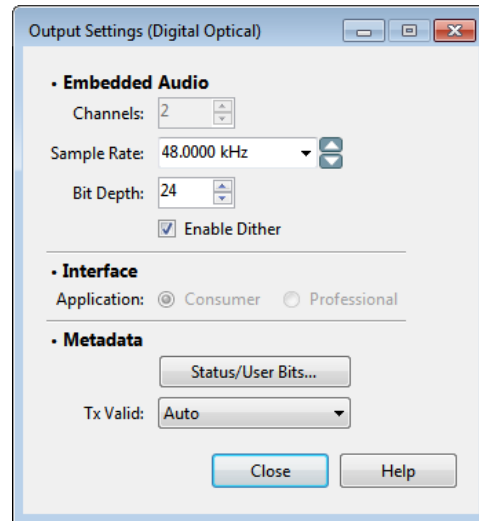 Output Settings (Digital Optical)
• Embedded Audio
Channels: 2
Sample Rate: 48.0000 kHz
Bit Depth: 24
Enable Dither
• Interface
Application: Consumer Professional
• Metadata
Status/User Bits...
Tx Valid: Auto
Close Help